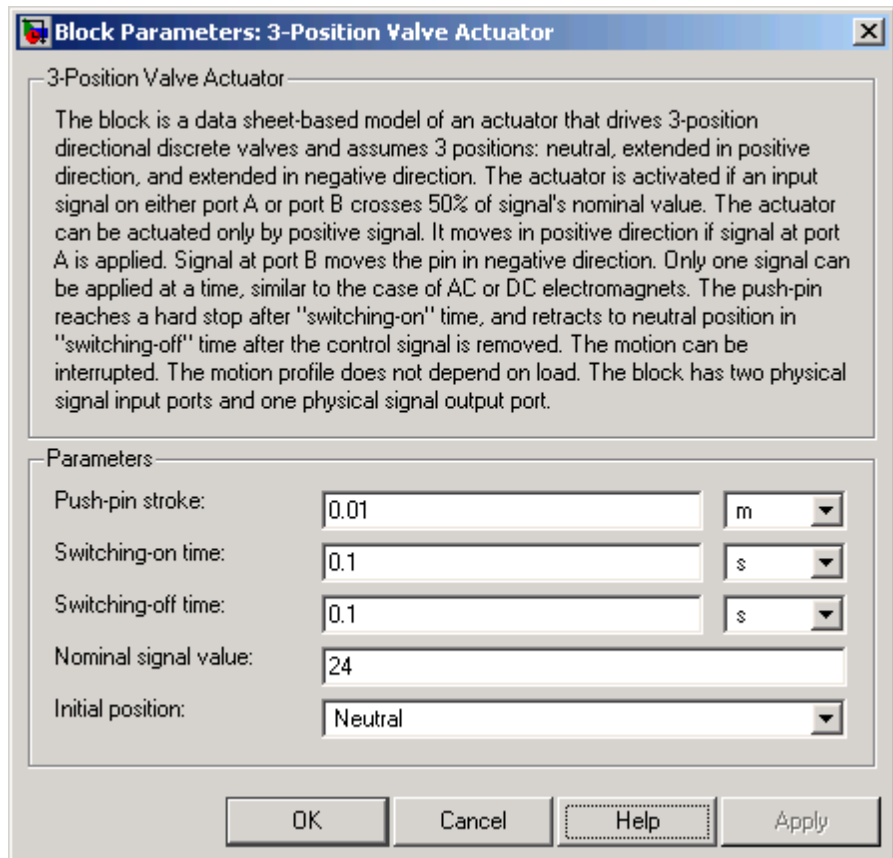 Block Parameters: 3-Position Valve Actuator
3-Position Valve Actuator
The block is a data sheet-based model of an actuator that drives 3-position
directional discrete valves and assumes 3 positions: neutral, extended in positive
direction, and extended in negative direction. The actuator is activated if an input
signal on either port A or port B crosses 50% of signal's nominal value. The actuator
can be actuated only by positive signal. It moves in positive direction if signal at port
A is applied. Signal at port B moves the pin in negative direction. Only one signal can
be applied at a time, similar to the case of AC or DC electromagnets. The push-pin
reaches a hard stop after "switching-on" time, and retracts to neutral position in
"switching-off" time after the control signal is removed. The motion can be
interrupted. The motion profile does not depend on load. The block has two physical
signal input ports and one physical signal output port.
Parameters
Push-pin stroke: 0.01 m
Switching-on time: 0.1 s
Switching-off time: 0.1 s
Nominal signal value: 24
Initial position: Neutral
OK Cancel Help Apply